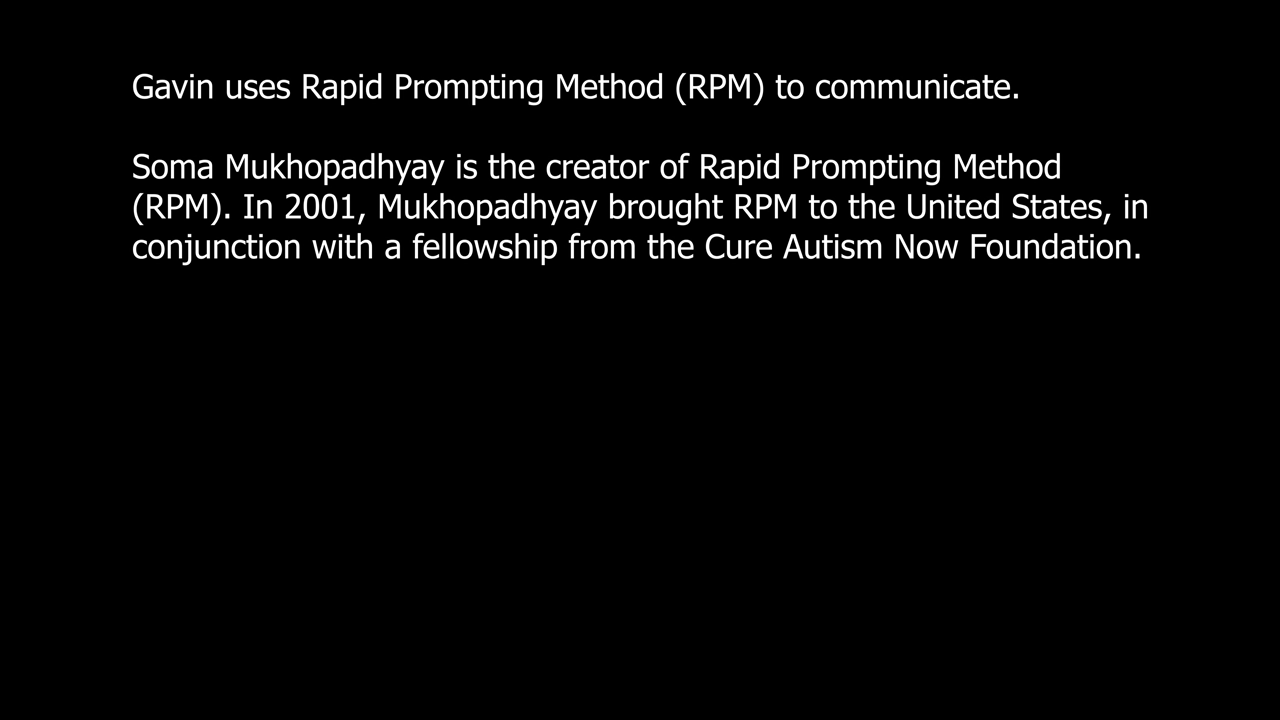 Gavin uses Rapid Prompting Method (RPM) to communicate.
Soma Mukhopadhyay is the creator of Rapid Prompting Method
(RPM). In 2001, Mukhopadhyay brought RPM to the United States, in
conjunction with a fellowship from the Cure Autism Now Foundation.